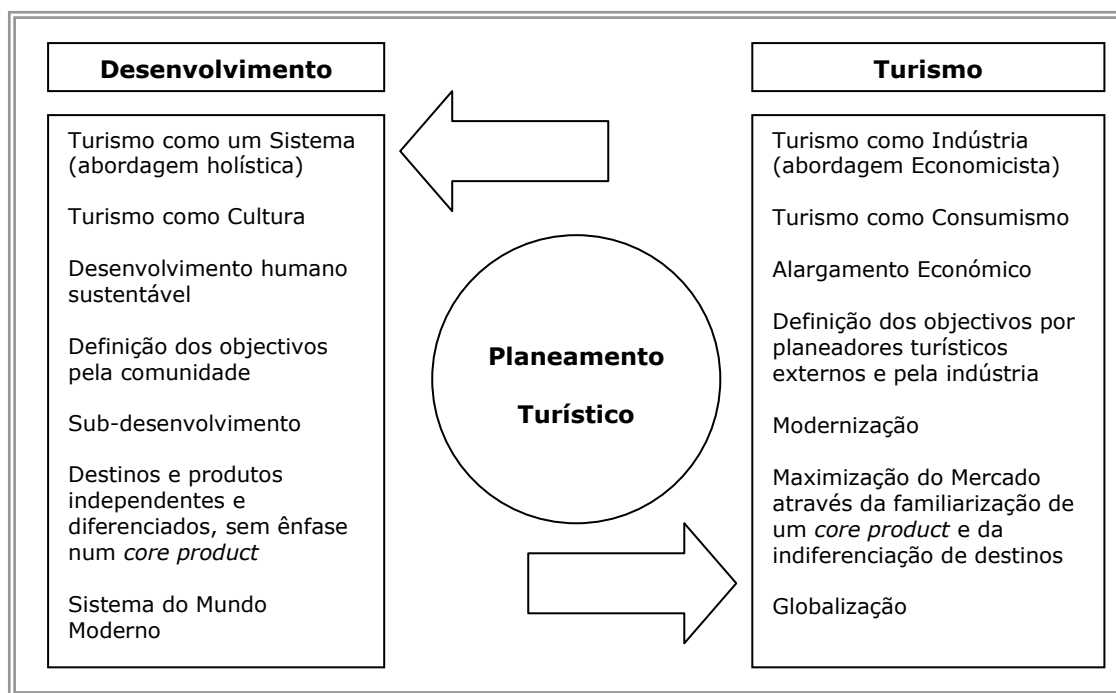 Desenvolvimento
Turismo como um Sistema
(abordagem holística)
Turismo como Cultura
Desenvolvimento humano
sustentável
Definição dos objectivos
pela comunidade
Sub-desenvolvimento
Destinos e produtos
independentes e
diferenciados, sem ênfase
num core product
Sistema do Mundo
Moderno
Planeamento
Turístico
Turismo
Turismo como Indústria
(abordagem Economicista)
Turismo como Consumismo
Alargamento Económico
Definição dos objectivos por
planeadores turísticos
externos e pela indústria
Modernização
Maximização do Mercado
através da familiarização de
um core product e da
indiferenciação de destinos
Globalização